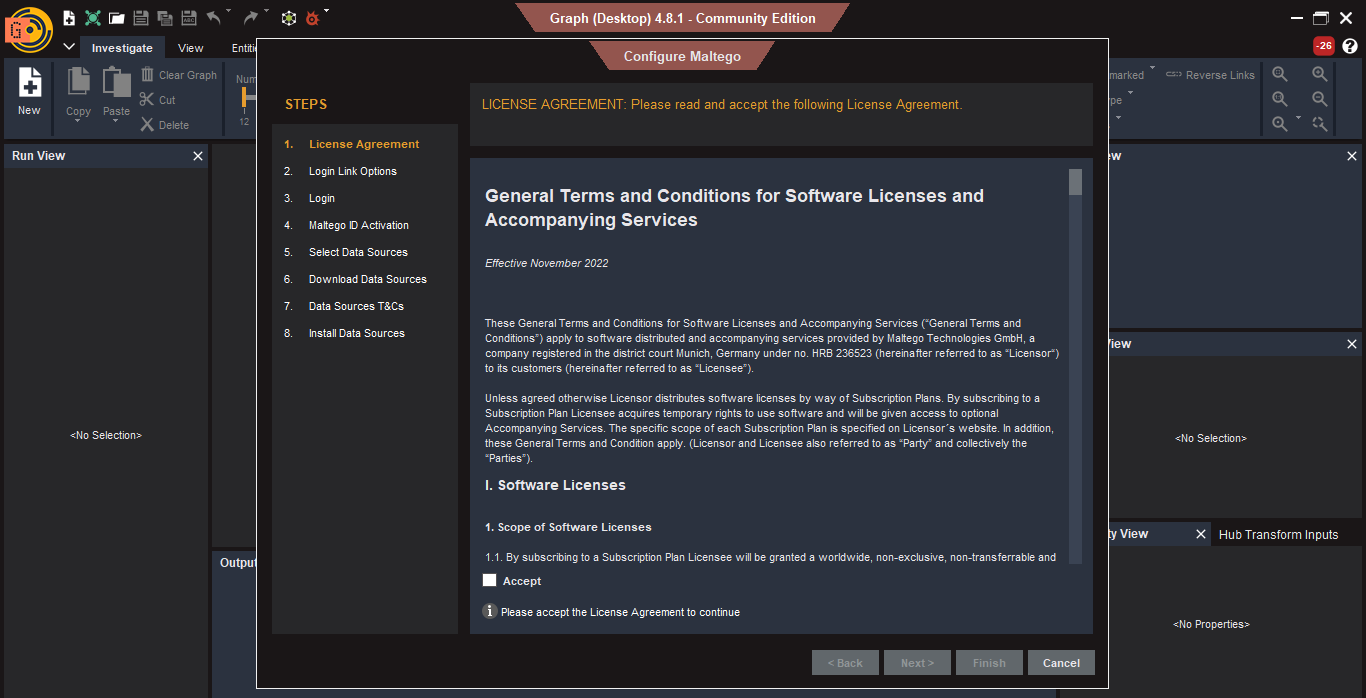 Graph (Desktop) 4.8.1 - Community Edition
Investigate
View
-26
New
Copy
Paste
Clear Graph
Cut
Delete
12
Reverse Links
Run View
<No Selection>
Configure Maltego
STEPS
1. License Agreement
2. Login Link Options
3. Login
4. Maltego ID Activation
5. Select Data Sources
6. Download Data Sources
7. Data Sources T&Cs
8. Install Data Sources
LICENSE AGREEMENT: Please read and accept the following License Agreement.
General Terms and Conditions for Software Licenses and
Accompanying Services
Effective November 2022
These General Terms and Conditions for Software Licenses and Accompanying Services (“General Terms and
Conditions”) apply to software distributed and accompanying services provided by Maltego Technologies GmbH, a
company registered in the district court Munich, Germany under no. HRB 236523 (hereinafter referred to as “Licensor“)
to its customers (hereinafter referred to as “Licensee”).
Unless agreed otherwise Licensor distributes software licenses by way of Subscription Plans. By subscribing to a
Subscription Plan Licensee acquires temporary rights to use software and will be given access to optional
Accompanying Services. The specific scope of each Subscription Plan is specified on Licensor´s website. In addition,
these General Terms and Condition apply. (Licensor and Licensee also referred to as “Party” and collectively the
“Parties”).
I. Software Licenses
1. Scope of Software Licenses
1.1. By subscribing to a Subscription Plan Licensee will be granted a worldwide, non-exclusive, non-transferrable and
Accept
Please accept the License Agreement to continue
< Back
Next >
Finish
Cancel
Output
<No Selection>
Hub Transform Inputs
<No Properties>